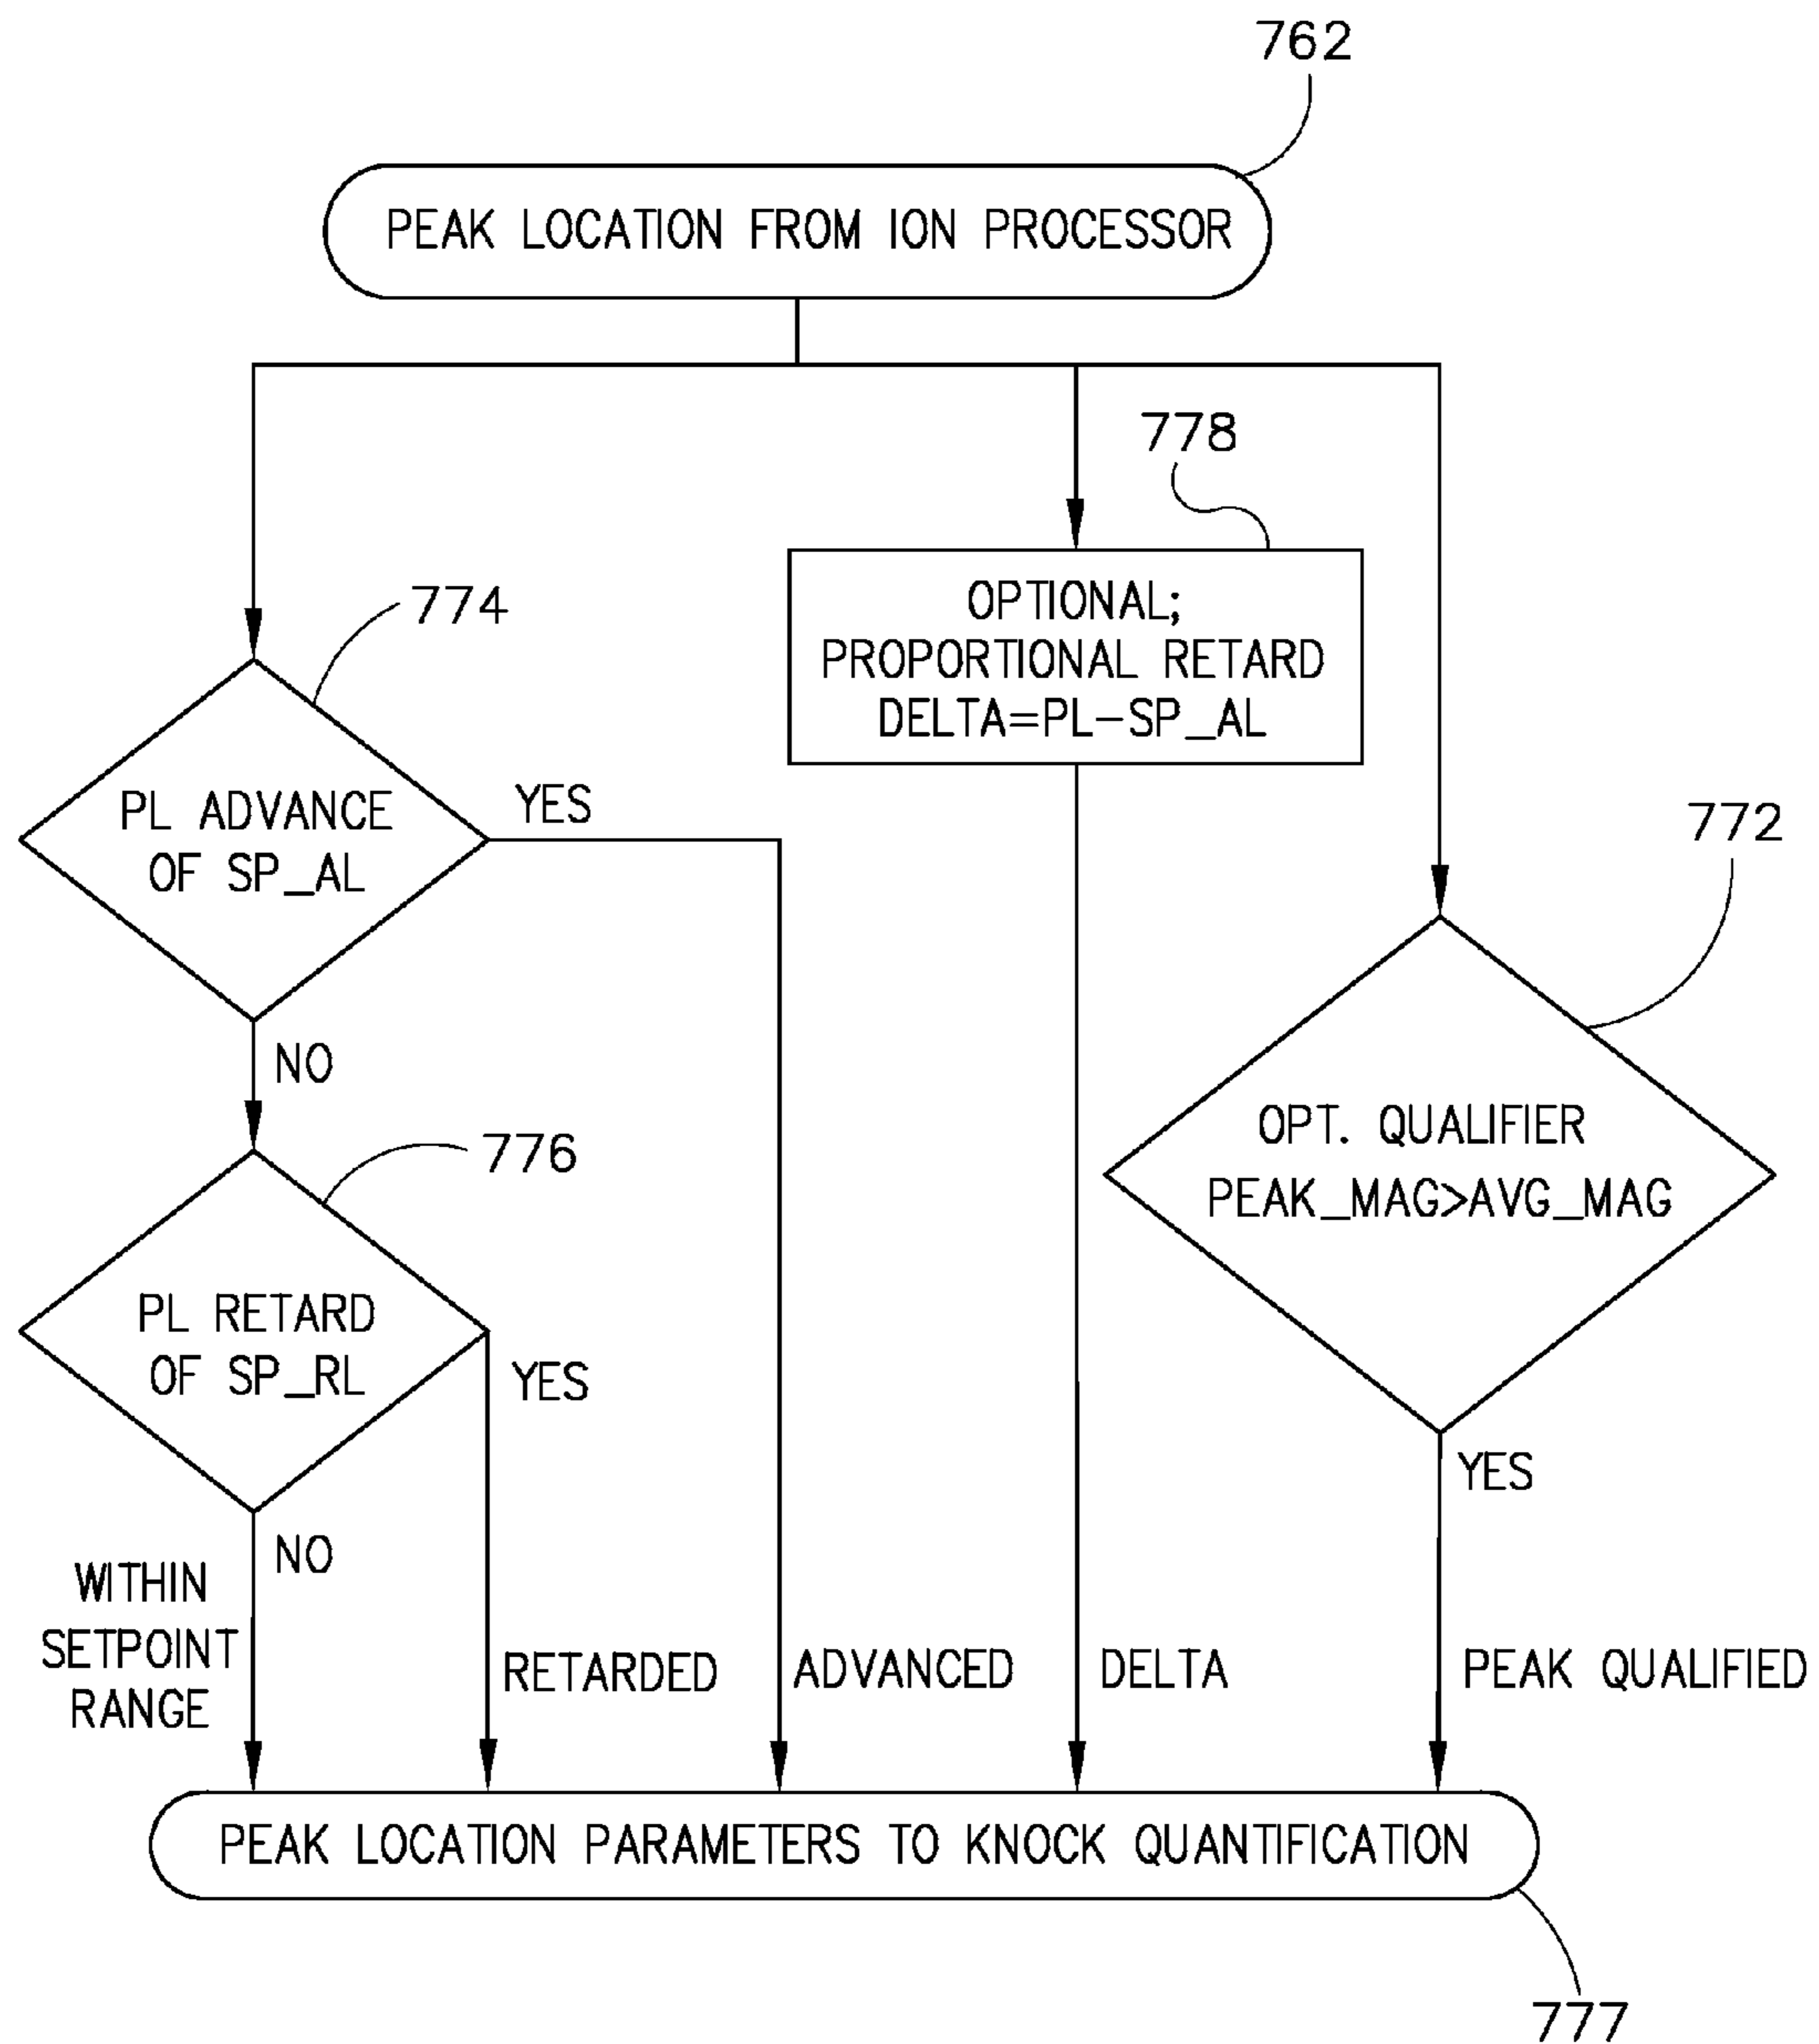 762
PEAK LOCATION FROM ION PROCESSOR
778
OPTIONAL;
PROPORTIONAL RETARD
DELTA=PL-SP_AL
774
PL ADVANCE
OF SP_AL
YES
NO
772
OPT. QUALIFIER
PEAK_MAG>AVG_MAG
YES
776
PL RETARD
OF SP_RL
YES
NO
WITHIN
SETPOINT
RANGE
RETARDED
ADVANCED
DELTA
PEAK QUALIFIED
PEAK LOCATION PARAMETERS TO KNOCK QUANTIFICATION
777